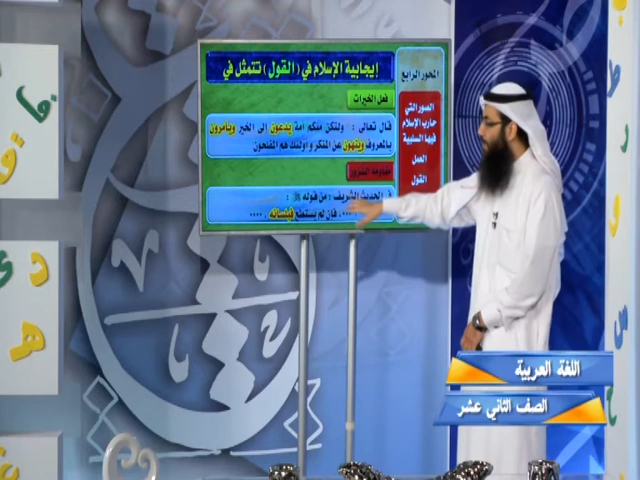 إيجابية الإسلام في (القول) تتمثل في
فعل الخيرات
قال تعالى : ولتكن منكم أمة يدعون إلى الخير ويأمرون
بالمعروف وينهون عن المنكر و أولئك هم المفلحون
مقاومة الشرور
الحديث الشريف : من قوله ﷺ :
، فإن لم يستطع فبلسانه ، ....
المحور الرابع
الصور التي
حارب الإسلام
فيها السلبية
العمل
القول
اللغة العربية
الصف الثاني عشر